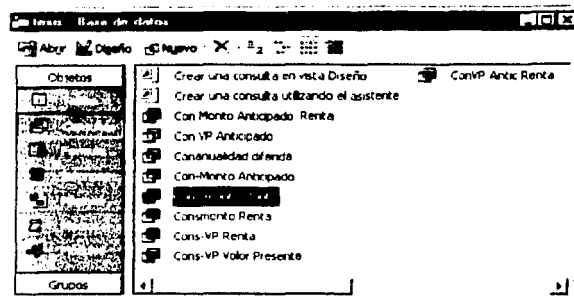 Base de datos
Abrir Diseño Nuevo
Objetos
Crear una consulta en vista Diseño
ConVP Antic Renta
Crear una consulta utilizando el asistente
Con Monto Anticipado Renta
Con VP Anticipado
Cananualidad diferida
Con-Monto Anticipado
Consmonto Renta
Cons-VP Renta
Cons-VP Valor Presente
Grupos